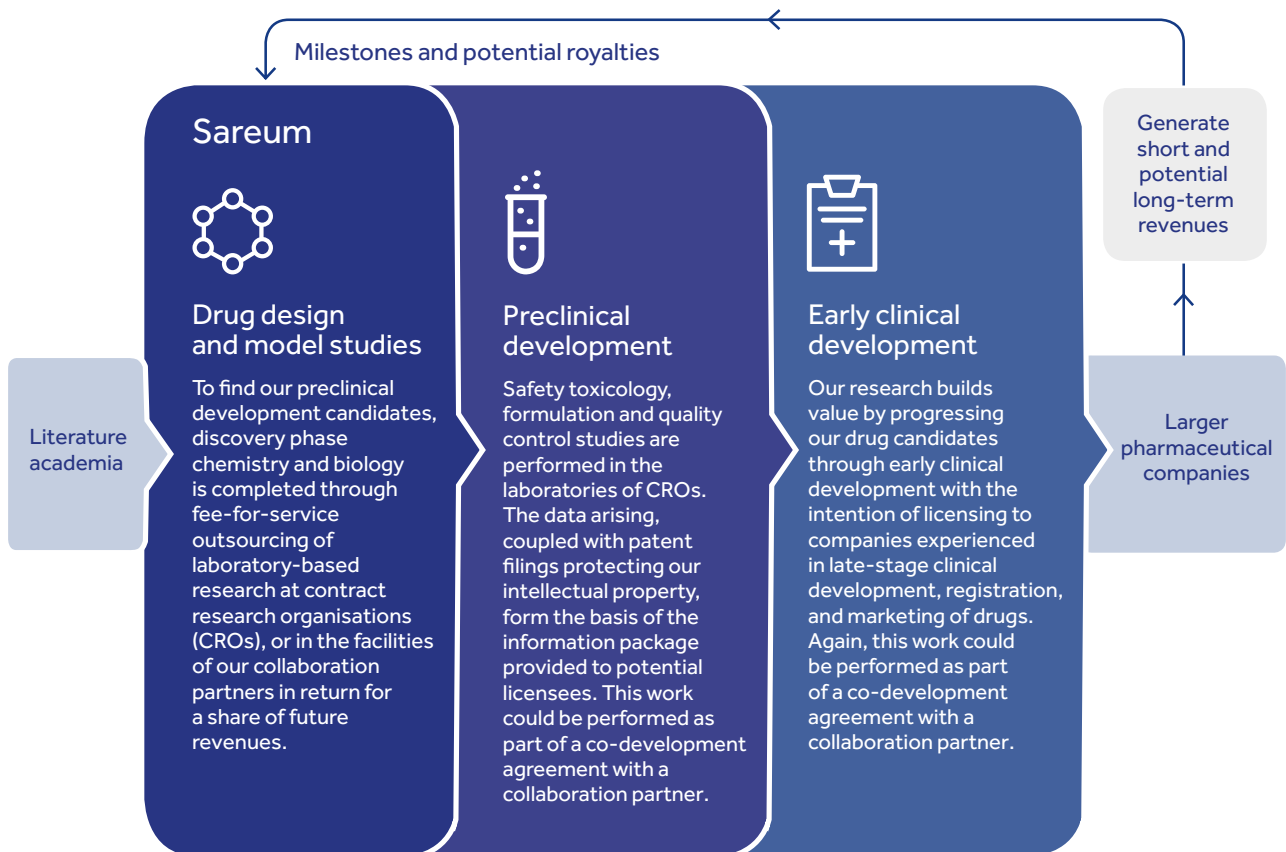 Milestones and potential royalties
Sareum
Literature
academia
Drug design
and model studies
To find our preclinical
development candidates,
discovery phase
chemistry and biology
is completed through
fee-for-service
outsourcing of
laboratory-based
research at contract
research organisations
(CROs), or in the facilities
of our collaboration
partners in return for
a share of future
revenues.
Preclinical
development
Safety toxicology,
formulation and quality
control studies are
performed in the
laboratories of CROs.
The data arising,
coupled with patent
filings protecting our
intellectual property,
form the basis of the
information package
provided to potential
licensees. This work
could be performed as
part of a co-development
agreement with a
collaboration partner.
Early clinical
development
Our research builds
value by progressing
our drug candidates
through early clinical
development with the
intention of licensing to
companies experienced
in late-stage clinical
development, registration,
and marketing of drugs.
Again, this work could
be performed as part
of a co-development
agreement with a
collaboration partner.
Larger
pharmaceutical
companies
Generate
short and
potential
long-term
revenues